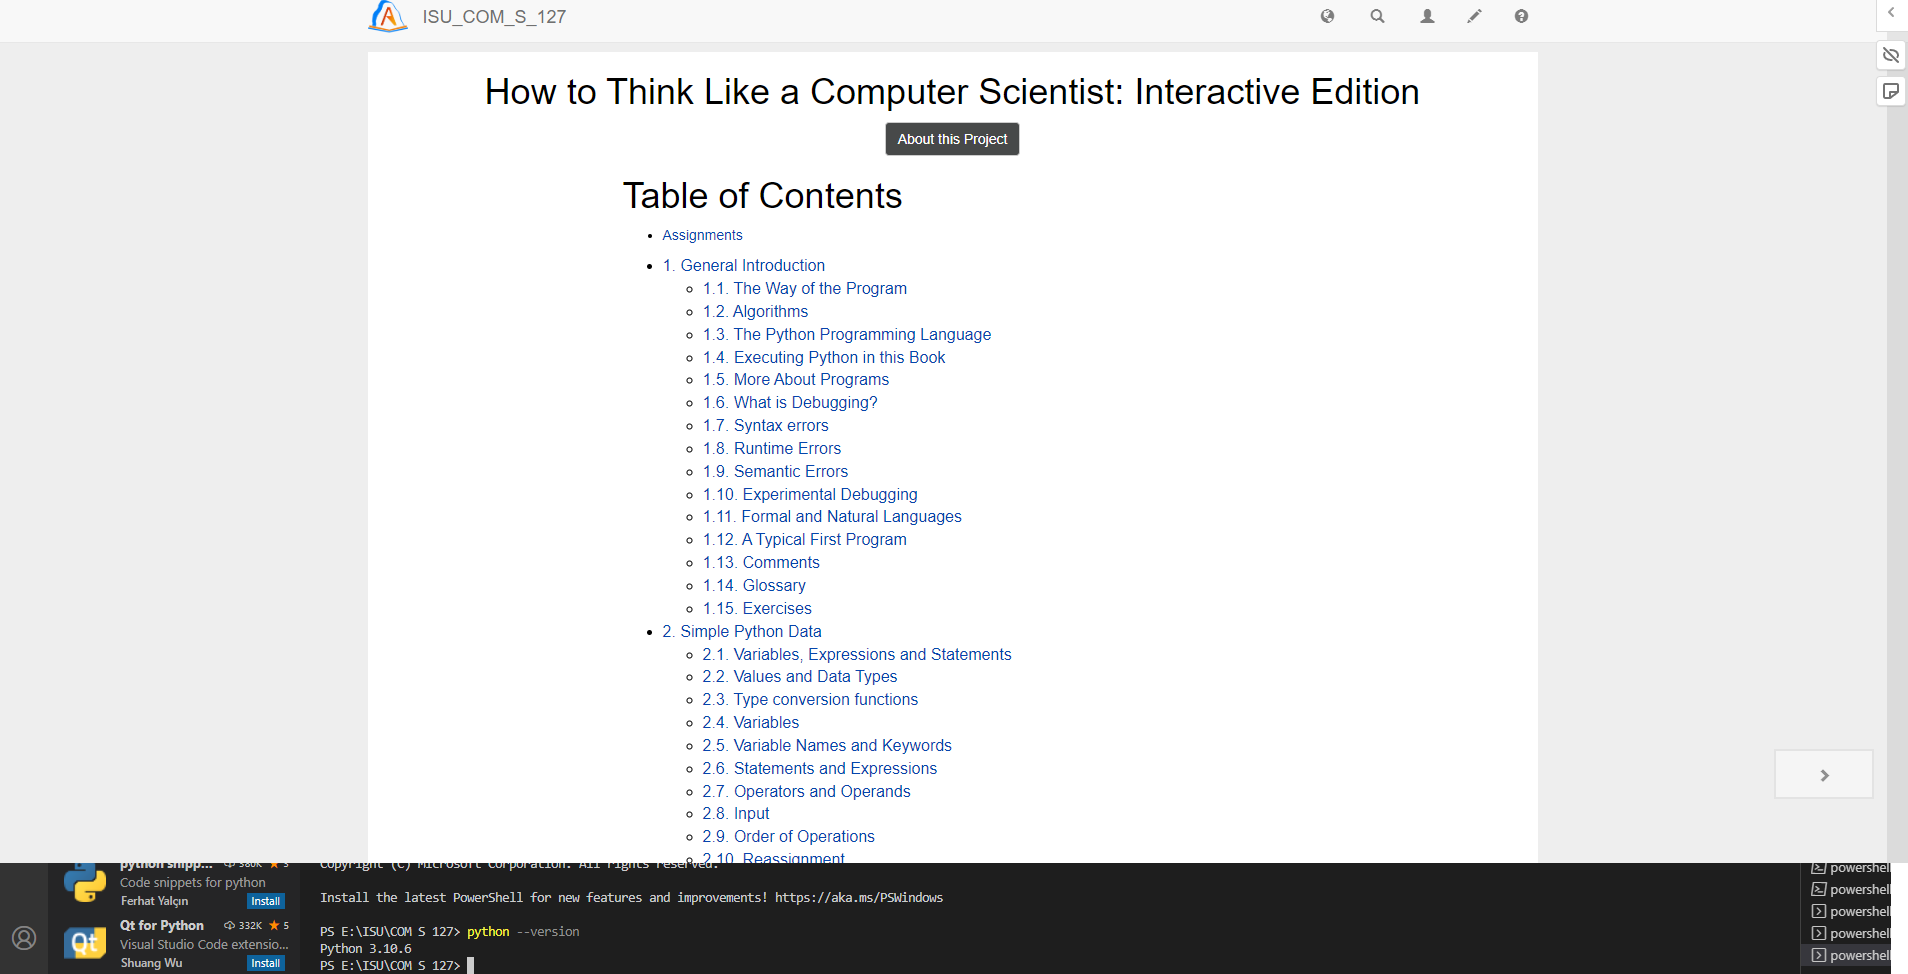 ISU_COM_S_127
How to Think Like a Computer Scientist: Interactive Edition
About this Project
Table of Contents
Assignments
1. General Introduction
1.1. The Way of the Program
1.2. Algorithms
1.3. The Python Programming Language
1.4. Executing Python in this Book
1.5. More About Programs
1.6. What is Debugging?
1.7. Syntax errors
1.8. Runtime Errors
1.9. Semantic Errors
1.10. Experimental Debugging
1.11. Formal and Natural Languages
1.12. A Typical First Program
1.13. Comments
1.14. Glossary
1.15. Exercises
2. Simple Python Data
2.1. Variables, Expressions and Statements
2.2. Values and Data Types
2.3. Type conversion functions
2.4. Variables
2.5. Variable Names and Keywords
2.6. Statements and Expressions
2.7. Operators and Operands
2.8. Input
2.9. Order of Operations
2.10. Reassignment
python snipp... 380K 5
Code snippets for python
Ferhat Yalçın Install
Qt for Python 332K 5
Visual Studio Code extensio...
Shuang Wu Install
Copyright (C) Microsoft Corporation. All rights reserved.
Install the latest PowerShell for new features and improvements! https://aka.ms/PSWindows
PS E:\ISU\COM S 127> python --version
Python 3.10.6
PS E:\ISU\COM S 127>
powershell
powershell
powershell
powershell
powershell